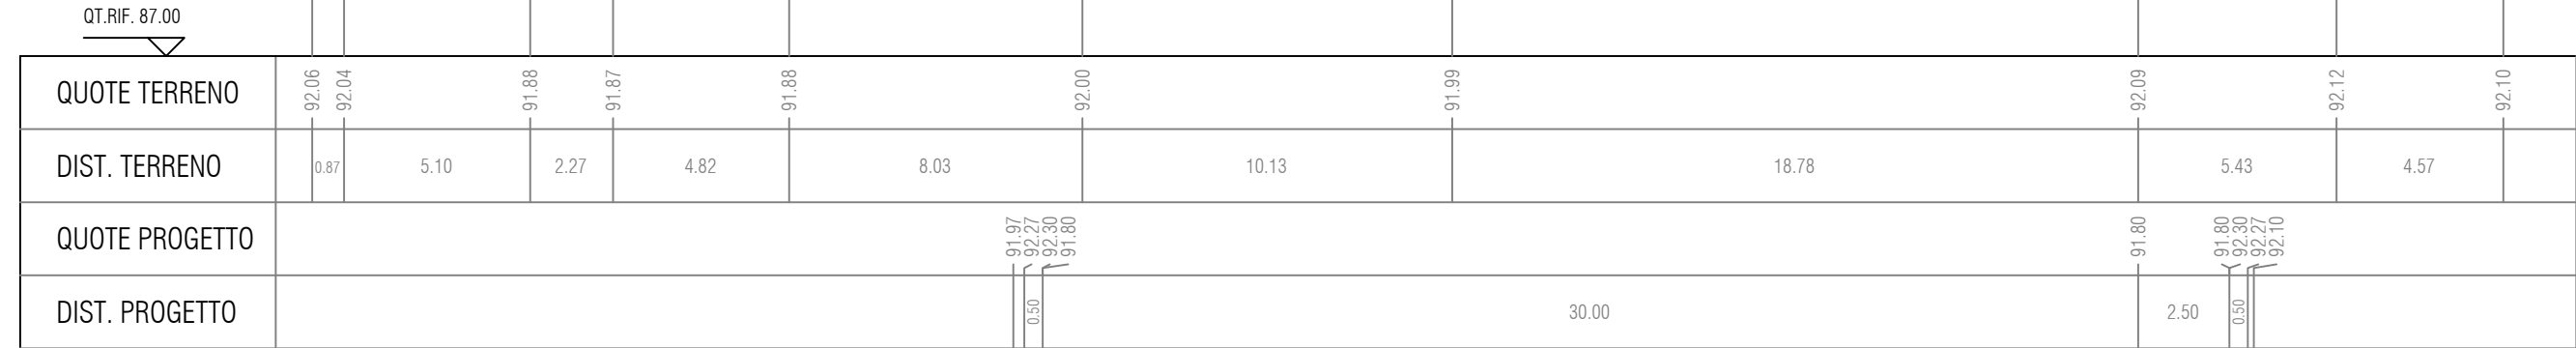 QT.RIF. 87.00
QUOTE TERRENO 92.06 92.04 91.88 91.87 91.88 92.00 91.99 92.09 92.12 92.10
DIST. TERRENO 0.87 5.10 2.27 4.82 8.03 10.13 18.78 5.43 4.57
QUOTE PROGETTO 91.97 92.27 92.30 91.80 91.80 91.80 92.30 92.27 92.10
DIST. PROGETTO 0.50 30.00 2.50 0.50